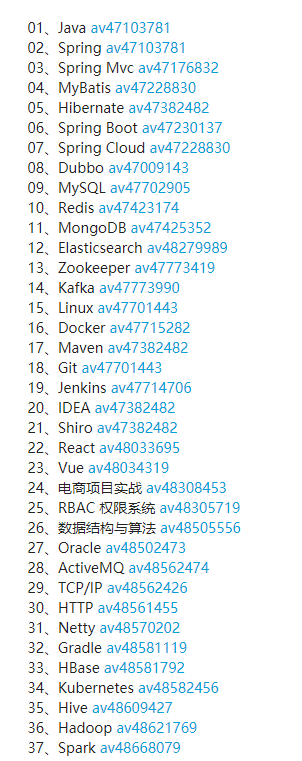 01、Java av47103781
02、Spring av47103781
03、Spring Mvc av47176832
04、MyBatis av47228830
05、Hibernate av47382482
06、Spring Boot av47230137
07、Spring Cloud av47228830
08、Dubbo av47009143
09、MySQL av47702905
10、Redis av47423174
11、MongoDB av47425352
12、Elasticsearch av48279989
13、Zookeeper av47773419
14、Kafka av47773990
15、Linux av47701443
16、Docker av47715282
17、Maven av47382482
18、Git av47701443
19、Jenkins av47714706
20、IDEA av47382482
21、Shiro av47382482
22、React av48033695
23、Vue av48034319
24、电商项目实战 av48308453
25、RBAC 权限系统 av48305719
26、数据结构与算法 av48505556
27、Oracle av48502473
28、ActiveMQ av48562474
29、TCP/IP av48562426
30、HTTP av48561455
31、Netty av48570202
32、Gradle av48581119
33、HBase av48581792
34、Kubernetes av48582456
35、Hive av48609427
36、Hadoop av48621769
37、Spark av48668079